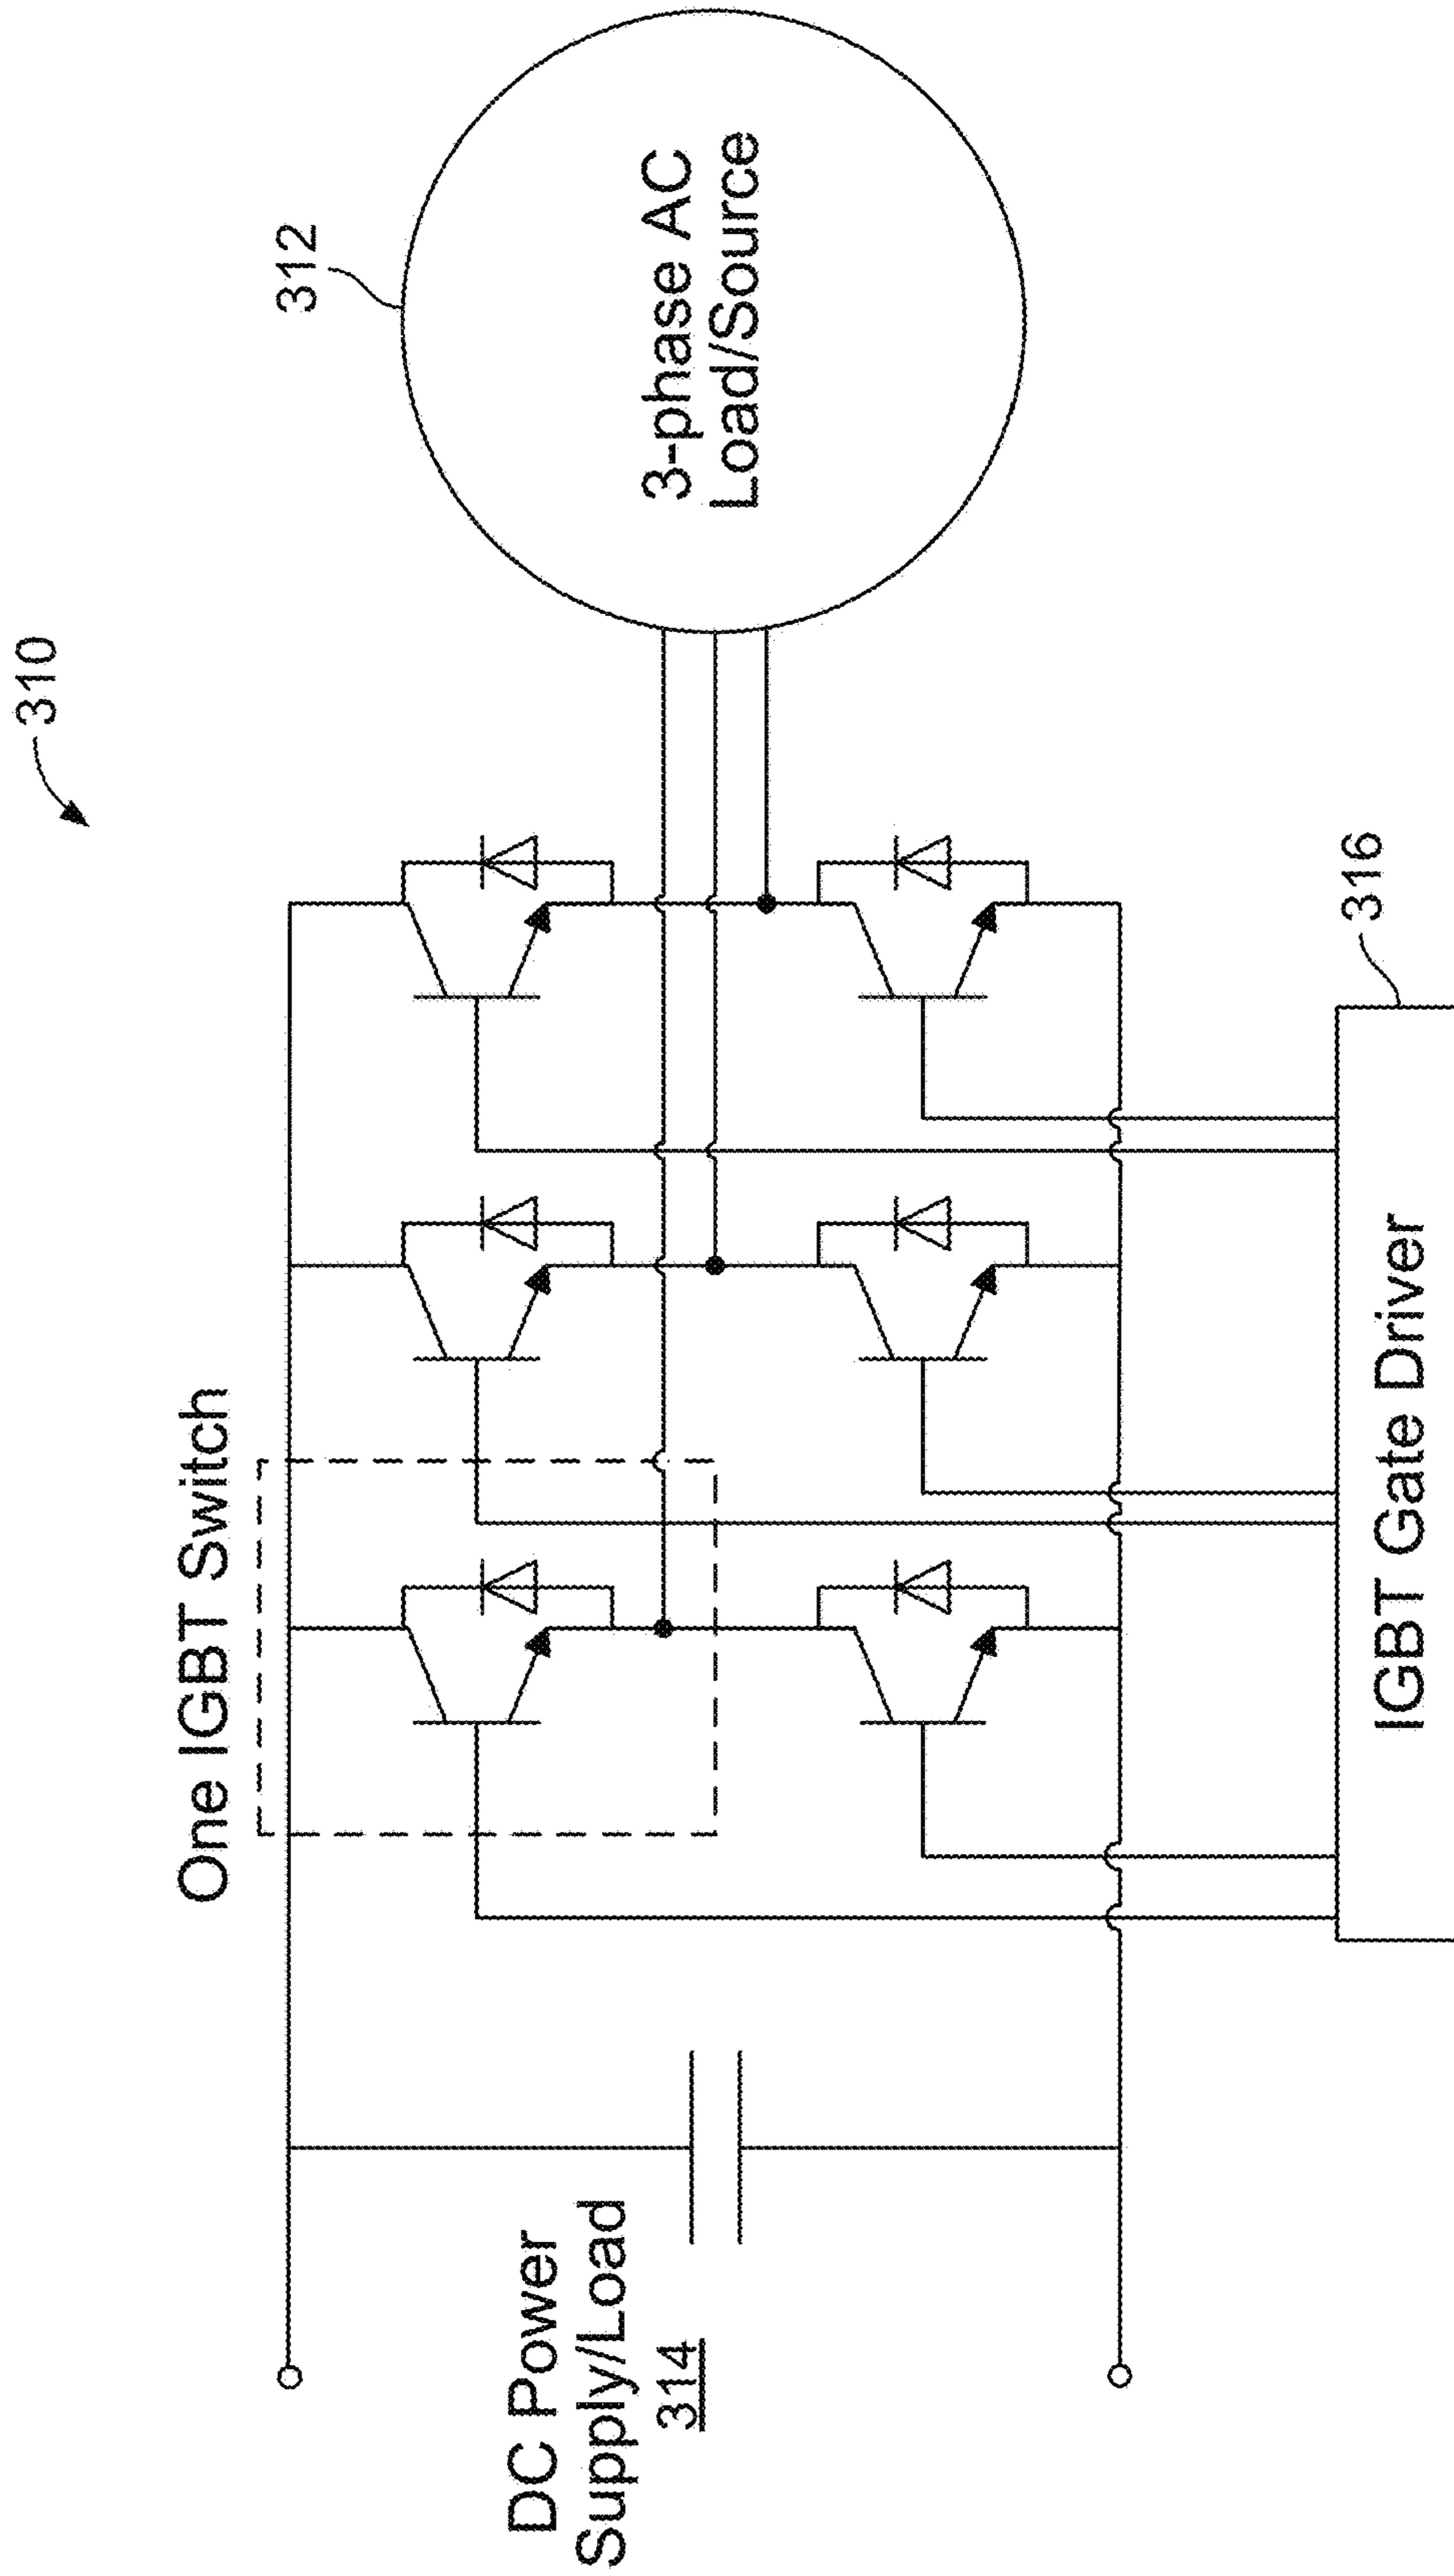 310
One IGBT Switch
312
3-phase AC
Load/Source
DC Power
Supply/Load
314
316
IGBT Gate Driver